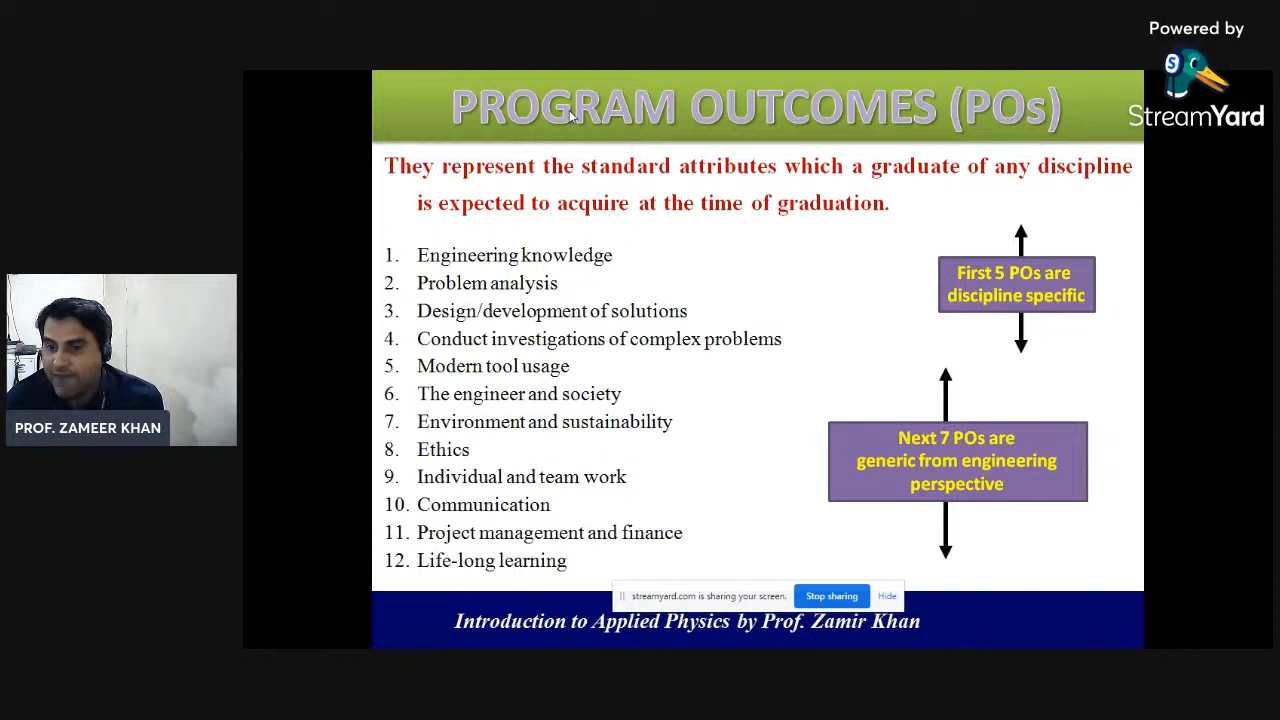 Powered by
StreamYard
PROGRAM OUTCOMES (POs)
They represent the standard attributes which a graduate of any discipline
is expected to acquire at the time of graduation.
1. Engineering knowledge
2. Problem analysis
3. Design/development of solutions
4. Conduct investigations of complex problems
5. Modern tool usage
6. The engineer and society
7. Environment and sustainability
8. Ethics
9. Individual and team work
10. Communication
11. Project management and finance
12. Life-long learning
First 5 POs are
discipline specific
Next 7 POs are
generic from engineering
perspective
PROF. ZAMEER KHAN
streamyard.com is sharing your screen. Stop sharing Hide
Introduction to Applied Physics by Prof. Zamir Khan